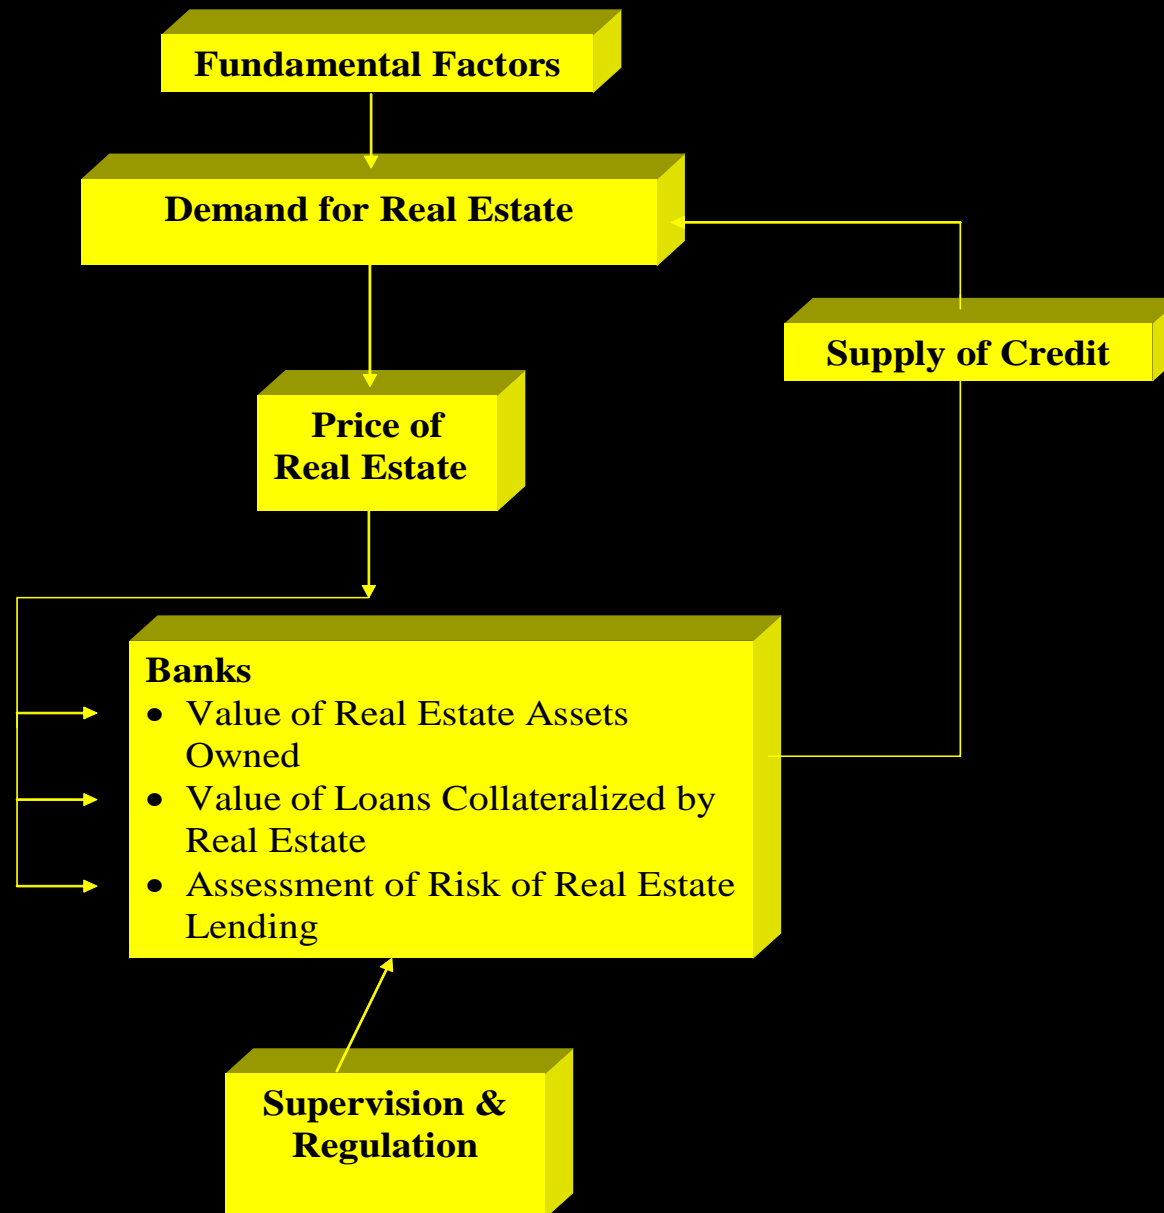 Fundamental Factors
Demand for Real Estate
Supply of Credit
Price of
Real Estate
Banks
• Value of Real Estate Assets
Owned
• Value of Loans Collateralized by
Real Estate
• Assessment of Risk of Real Estate
Lending
Supervision &
Regulation